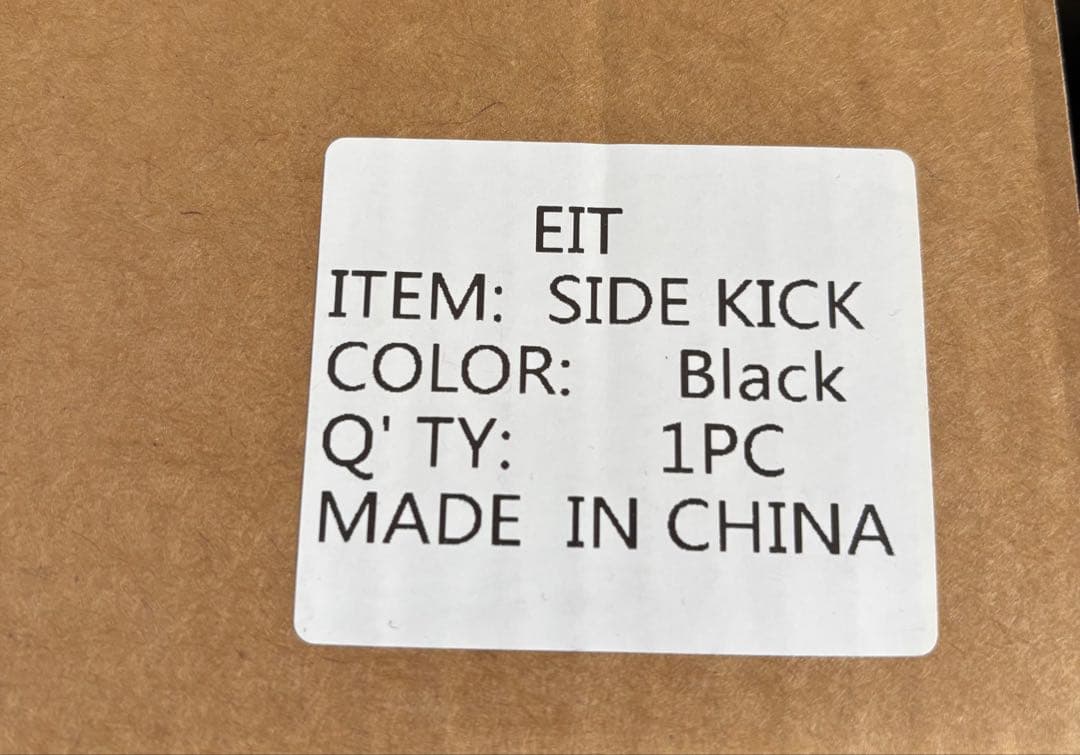 EIT
ITEM: SIDE KICK
COLOR: Black
Q' TY: 1PC
MADE IN CHINA